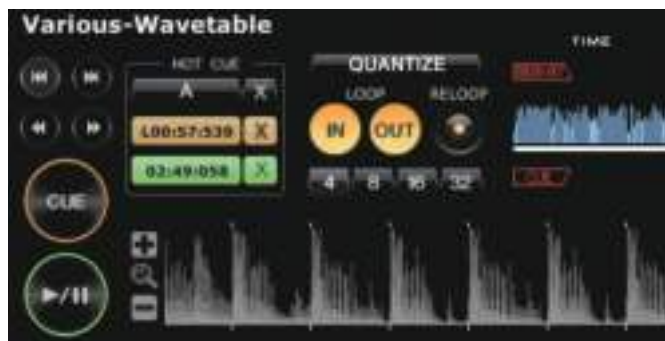 Various-Wavetable
TIME
HOT CUE
QUANTIZE
A X
LOOP RELOOP
L00:57:539 X
IN OUT
02:49:058 X
4 8 16 32
CUE
CUE